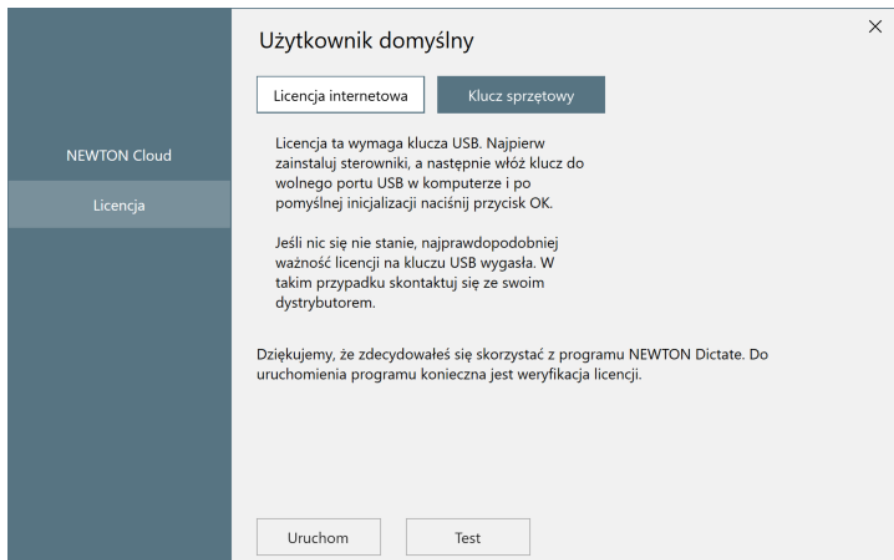 Użytkownik domyślny
Licencja internetowa
Klucz sprzętowy
NEWTON Cloud
Licencja
Licencja ta wymaga klucza USB. Najpierw
zainstaluj sterowniki, a następnie włóż klucz do
wolnego portu USB w komputerze i po
pomyślnej inicjalizacji naciśnij przycisk OK.
Jeśli nic się nie stanie, najprawdopodobniej
ważność licencji na kluczu USB wygasła. W
takim przypadku skontaktuj się ze swoim
dystrybutorem.
Dziękujemy, że zdecydowałeś się skorzystać z programu NEWTON Dictate. Do
uruchomienia programu konieczna jest weryfikacja licencji.
Uruchom
Test